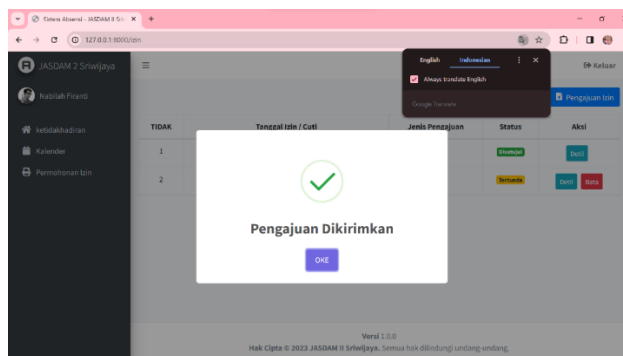 Sistem Absensi - JASDAM II Sri
127.0.0.1:8000/izin
English Indonesian
Always translate English
Google Translate
JASDAM 2 Sriwijaya
Keluar
Nabilah Firanti
Pengajuan Izin
ketidakhadiran
Kalender
Permohonan Izin
TIDAK Tanggal Izin / Cuti Jenis Pengajuan Status Aksi
1 Disetujui Detil
2 Tertunda Detil Bata
Pengajuan Dikirimkan
OKE
Versi 1.0.0
Hak Cipta © 2023 JASDAM II Sriwijaya. Semua hak dilindungi undang-undang.